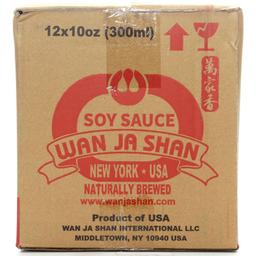 12x10oz (300ml)
萬家香
SOY SAUCE
WAN JA SHAN
NEW YORK • USA
NATURALLY BREWED
www.wanjashan.com
Product of USA
WAN JA SHAN INTERNATIONAL LLC
MIDDLETOWN, NY 10940 USA